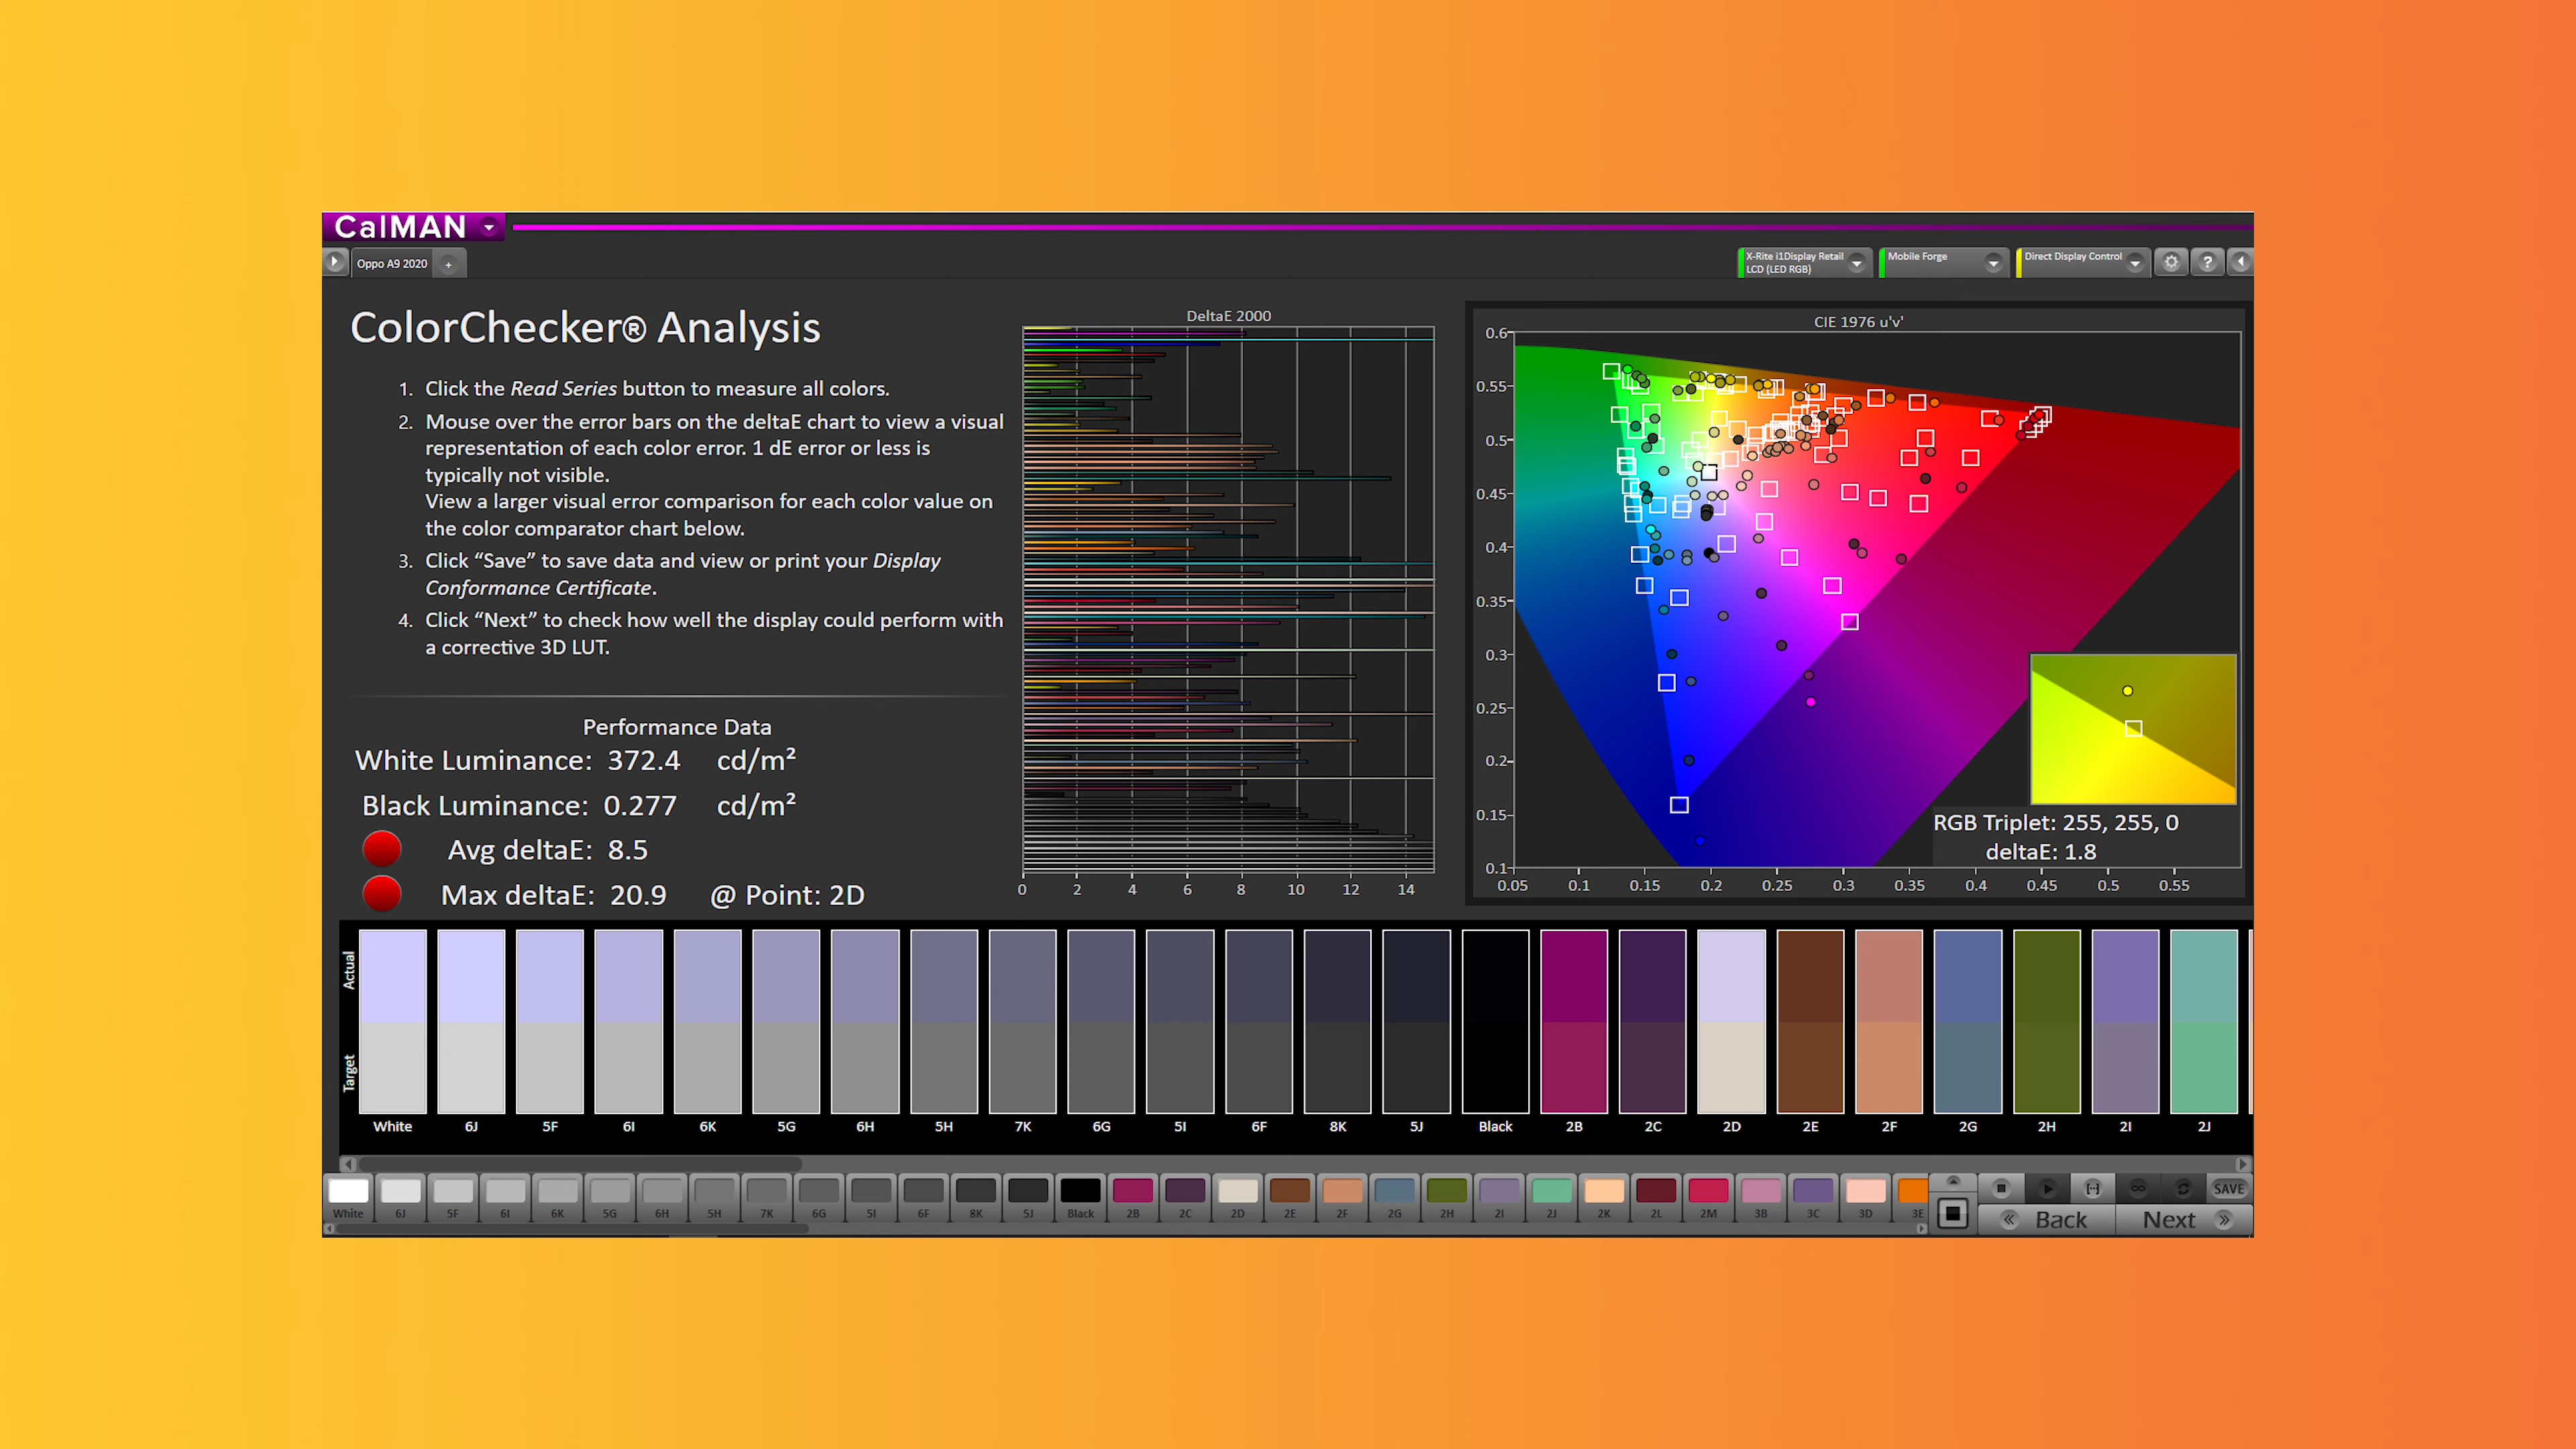 CalMAN
Oppo A9 2020
+
X-Rite i1Display Retail
LCD (LED RGB)
Mobile Forge
Direct Display Control
?
ColorChecker® Analysis
1. Click the Read Series button to measure all colors.
2. Mouse over the error bars on the deltaE chart to view a visual
representation of each color error. 1 dE error or less is
typically not visible.
View a larger visual error comparison for each color value on
the color comparator chart below.
3. Click “Save” to save data and view or print your Display
Conformance Certificate.
4. Click “Next” to check how well the display could perform with
a corrective 3D LUT.
Performance Data
White Luminance: 372.4 cd/m²
Black Luminance: 0.277 cd/m²
Avg deltaE: 8.5
Max deltaE: 20.9 @ Point: 2D
DeltaE 2000
0 2 4 6 8 10 12 14
CIE 1976 u'v'
0.6
0.55
0.5
0.45
0.4
0.35
0.3
0.25
0.2
0.15
0.1
0.05 0.1 0.15 0.2 0.25 0.3 0.35 0.4 0.45 0.5 0.55
RGB Triplet: 255, 255, 0
deltaE: 1.8
Actual
Target
White 6J 5F 6I 6K 5G 6H 5H 7K 6G 5I 6F 8K 5J Black 2B 2C 2D 2E 2F 2G 2H 2I 2J
White 6J 5F 6I 6K 5G 6H 5H 7K 6G 5I 6F 8K 5J Black 2B 2C 2D 2E 2F 2G 2H 2I 2J 2K 2L 2M 3B 3C 3D 3E
SAVE
Back Next